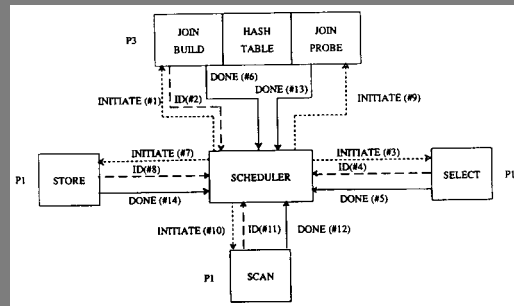 P3
JOIN BUILD
HASH TABLE
JOIN PROBE
DONE (#6)
DONE (#13)
INITIATE (#1)
ID(#2)
INITIATE (#9)
INITIATE (#7)
INITIATE (#3)
P1
STORE
ID(#8)
SCHEDULER
ID(#4)
SELECT
P1
DONE (#14)
DONE (#5)
INITIATE (#10)
ID(#11)
DONE (#12)
P1
SCAN